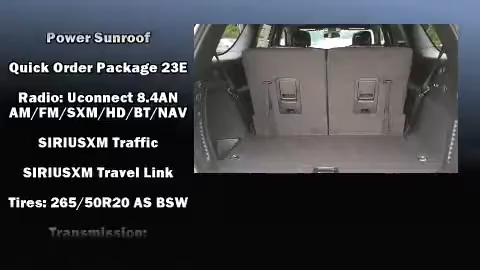 Power Sunroof
Quick Order Package 23E
Radio: Uconnect 8.4AN
AM/FM/SXM/HD/BT/NAV
SIRIUSXM Traffic
SIRIUSXM Travel Link
Tires: 265/50R20 AS BSW
Transmission: